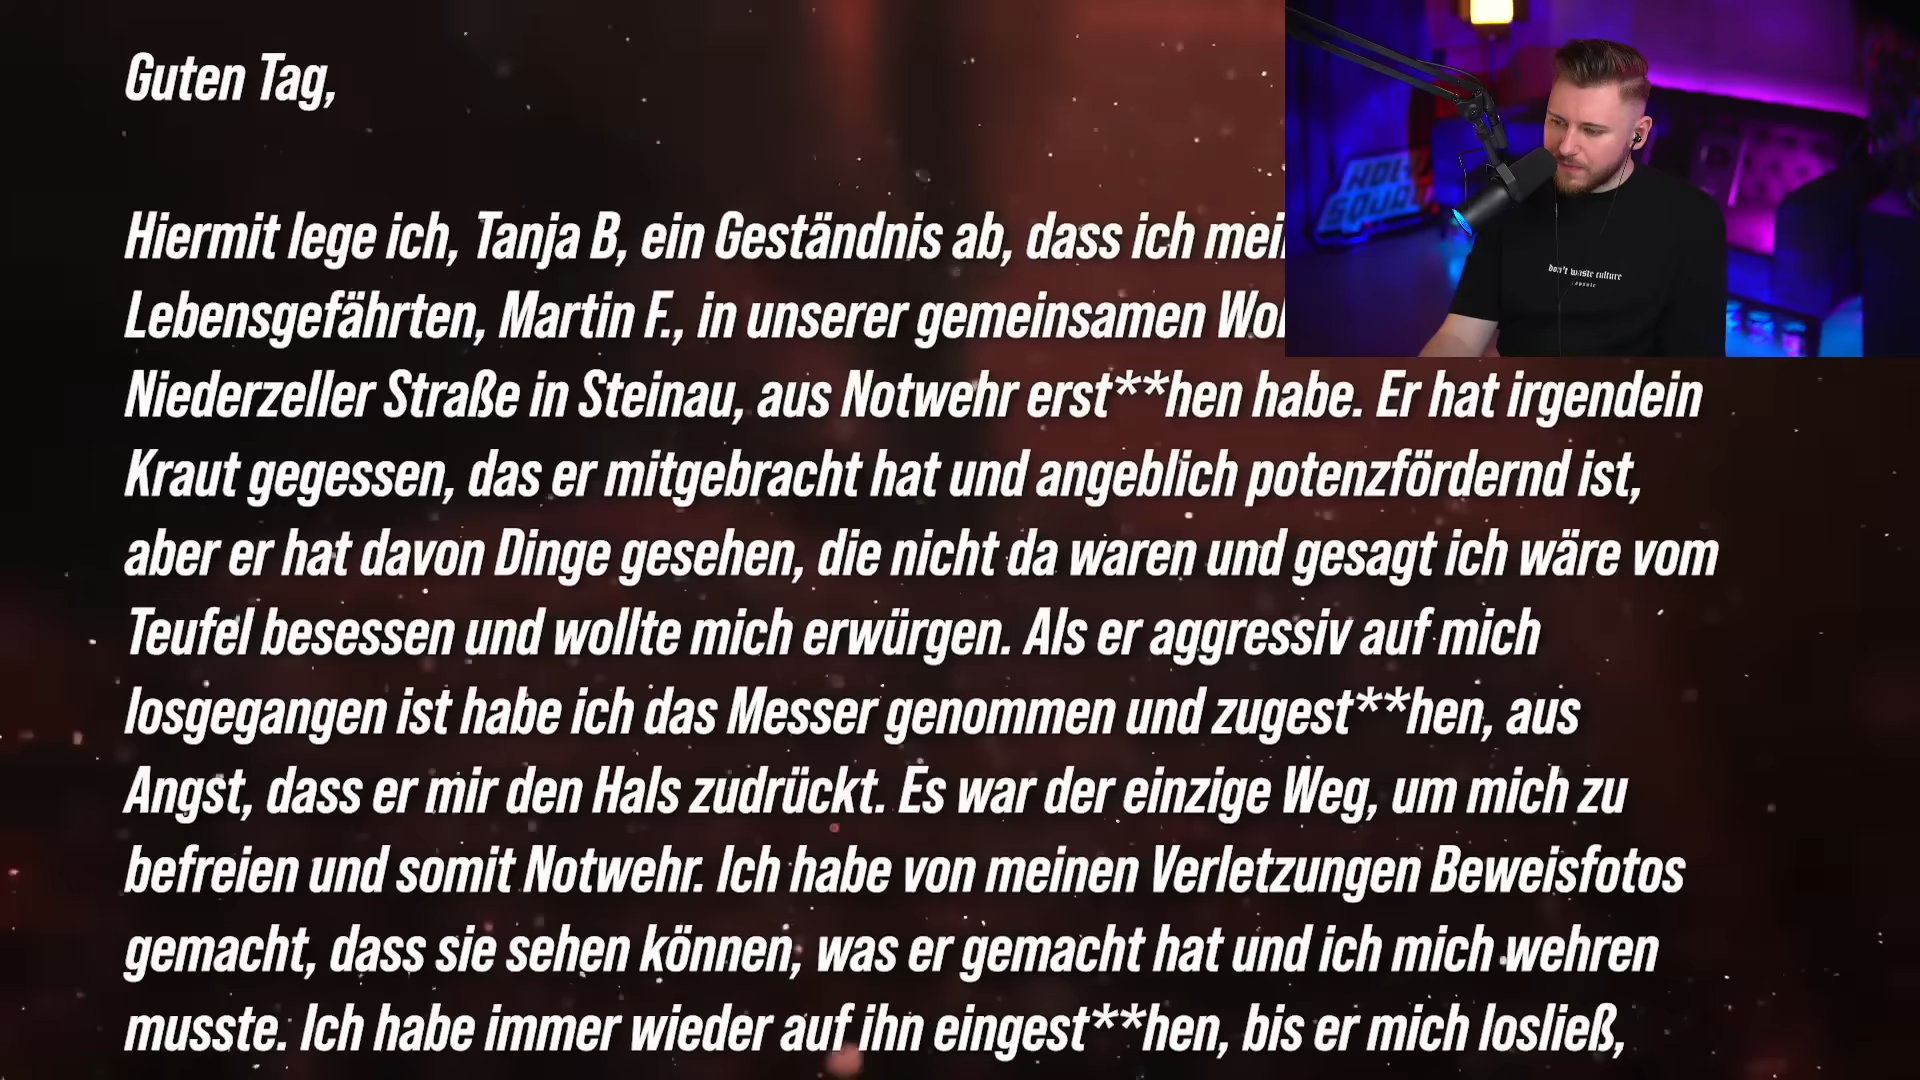 Guten Tag,
Hiermit lege ich, Tanja B, ein Geständnis ab, dass ich
Lebensgefährten, Martin F., in unserer gemeinsamen
Niederzeller Straße in Steinau, aus Notwehr erst**hen habe. Er hat irgendein
Kraut gegessen, das er mitgebracht hat und angeblich potenzfördernd ist,
aber er hat davon Dinge gesehen, die nicht da waren und gesagt ich wäre vom
Teufel besessen und wollte mich erwürgen. Als er aggressiv auf mich
losgegangen ist habe ich das Messer genommen und zugest**hen, aus
Angst, dass er mir den Hals zudrückt. Es war der einzige Weg, um mich zu
befreien und somit Notwehr. Ich habe von meinen Verletzungen Beweisfotos
gemacht, dass sie sehen können, was er gemacht hat und ich mich wehren
musste. Ich habe immer wieder auf ihn eingest**hen, bis er mich losließ,
don't waste culture